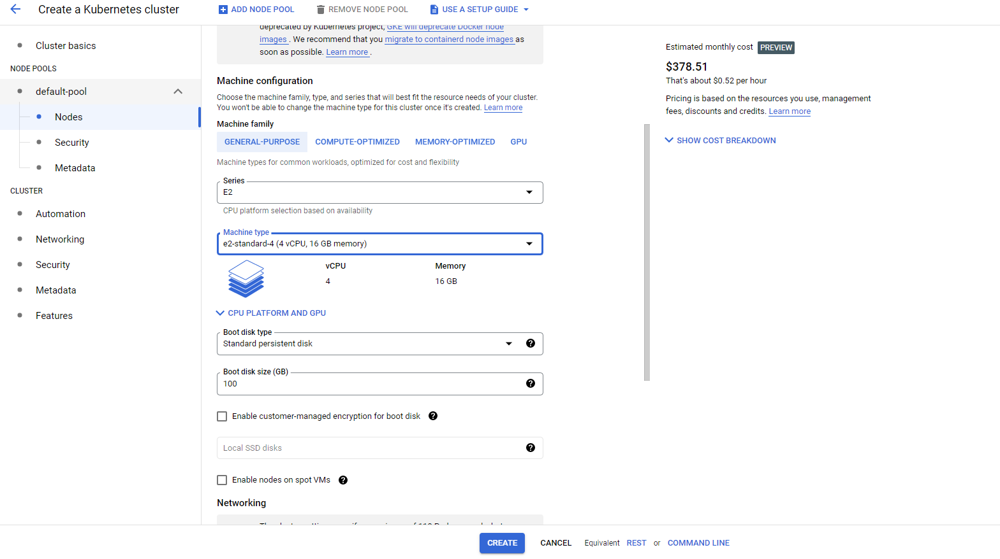 Create a Kubernetes cluster
ADD NODE POOL
REMOVE NODE POOL
USE A SETUP GUIDE
Cluster basics
NODE POOLS
default-pool
Nodes
Security
Metadata
CLUSTER
Automation
Networking
Security
Metadata
Features
deprecated by Kubernetes project, GKE will deprecate Docker node
images . We recommend that you migrate to containerd node images as
soon as possible. Learn more .
Machine configuration
Choose the machine family, type, and series that will best fit the resource needs of your cluster.
You won't be able to change the machine type for this cluster once it's created. Learn more
Machine family
GENERAL-PURPOSE COMPUTE-OPTIMIZED MEMORY-OPTIMIZED GPU
Machine types for common workloads, optimized for cost and flexibility
Series
E2
CPU platform selection based on availability
Machine type
e2-standard-4 (4 vCPU, 16 GB memory)
vCPU Memory
4 16 GB
CPU PLATFORM AND GPU
Boot disk type
Standard persistent disk
Boot disk size (GB)
100
Enable customer-managed encryption for boot disk
Local SSD disks
Enable nodes on spot VMs
Networking
Estimated monthly cost PREVIEW
$378.51
That's about $0.52 per hour
Pricing is based on the resources you use, management
fees, discounts and credits. Learn more
SHOW COST BREAKDOWN
CREATE CANCEL Equivalent REST or COMMAND LINE